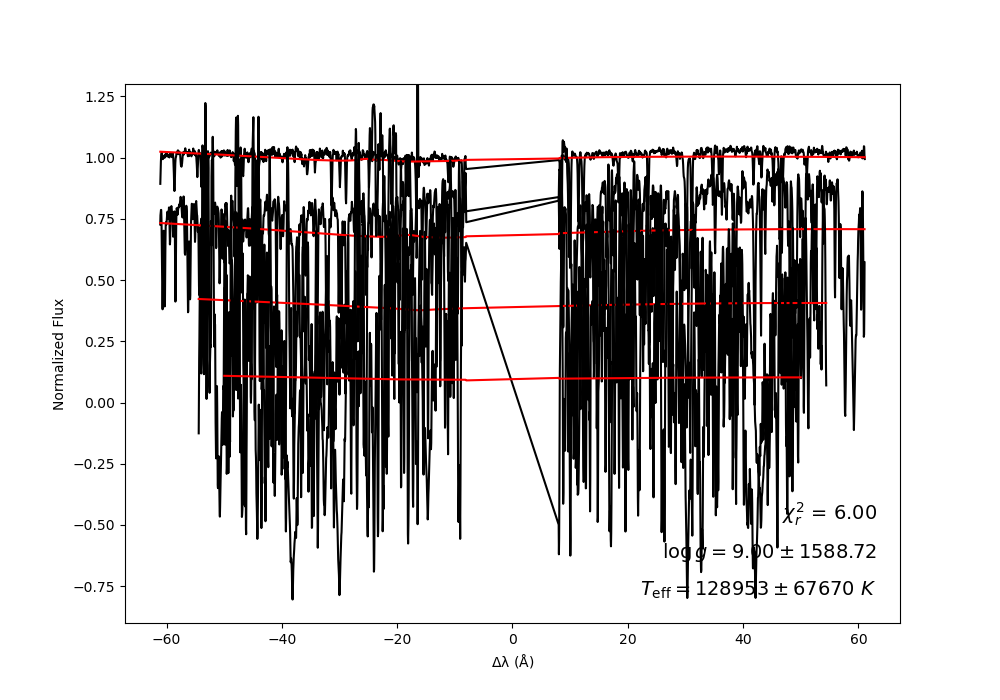 1.25
1.00
0.75
0.50
0.25
0.00
−0.25
−0.50
−0.75
Normalized Flux
χ²ᵣ = 6.00
log g = 9.00 ± 1588.72
T_eff = 128953 ± 67670 K
−60 −40 −20 0 20 40 60
Δλ (Å)